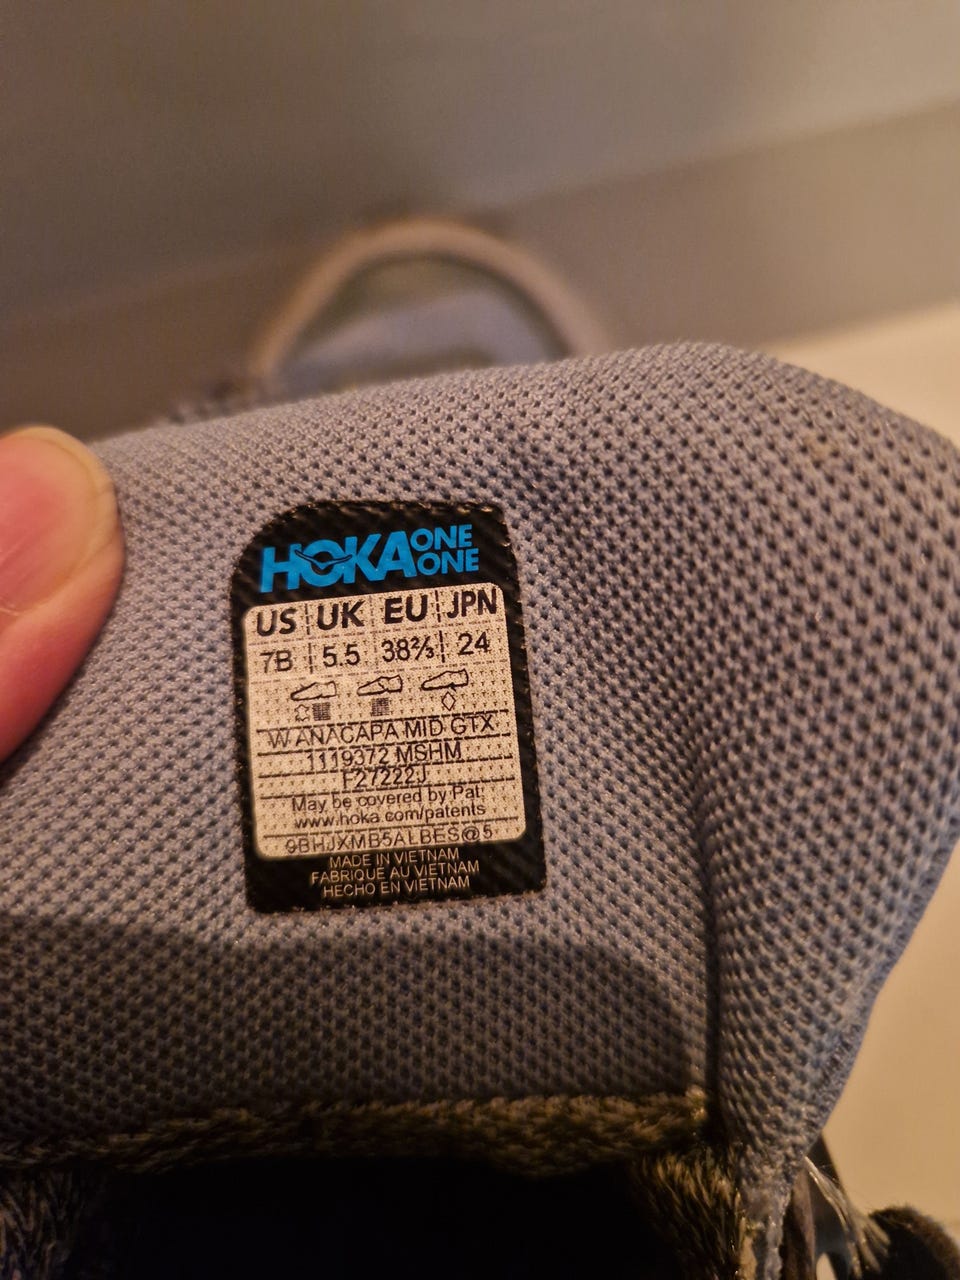 HOKA ONE ONE
US UK EU JPN
7B 5.5 38⅔ 24
W ANACAPA MID GTX
1119372 MSHM
F27222J
May be covered by Pat:
www.hoka.com/patents
9BHJXMB5ALBES@5
MADE IN VIETNAM
FABRIQUE AU VIETNAM
HECHO EN VIETNAM